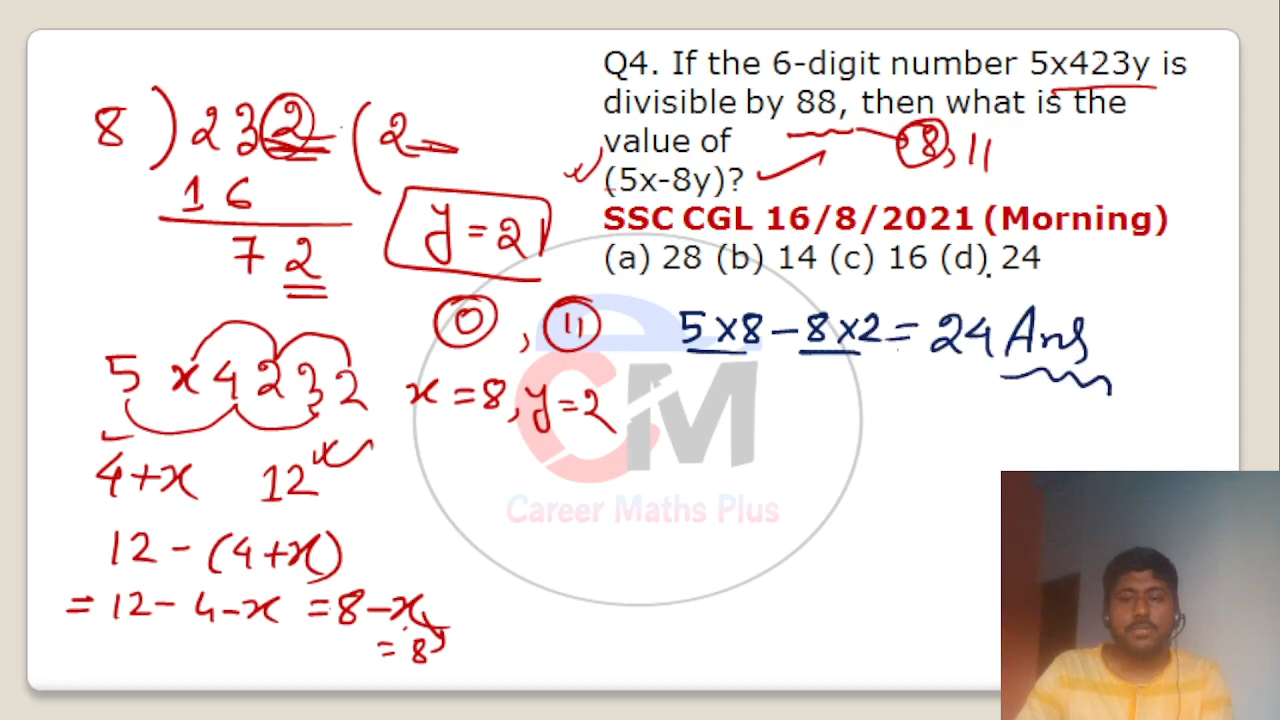 Q4. If the 6-digit number 5x423y is
divisible by 88, then what is the
value of
(5x-8y)?
SSC CGL 16/8/2021 (Morning)
(a) 28 (b) 14 (c) 16 (d) 24
8, 11
8 ) 232 ( 2
16
72
y = 2
0, 11
5 x 4 2 3 2
x = 8, y = 2
4+x 12
12 - (4+x)
= 12 - 4 - x = 8 - x
= 8
5×8 - 8×2 = 24 Ans
CM
Career Maths Plus